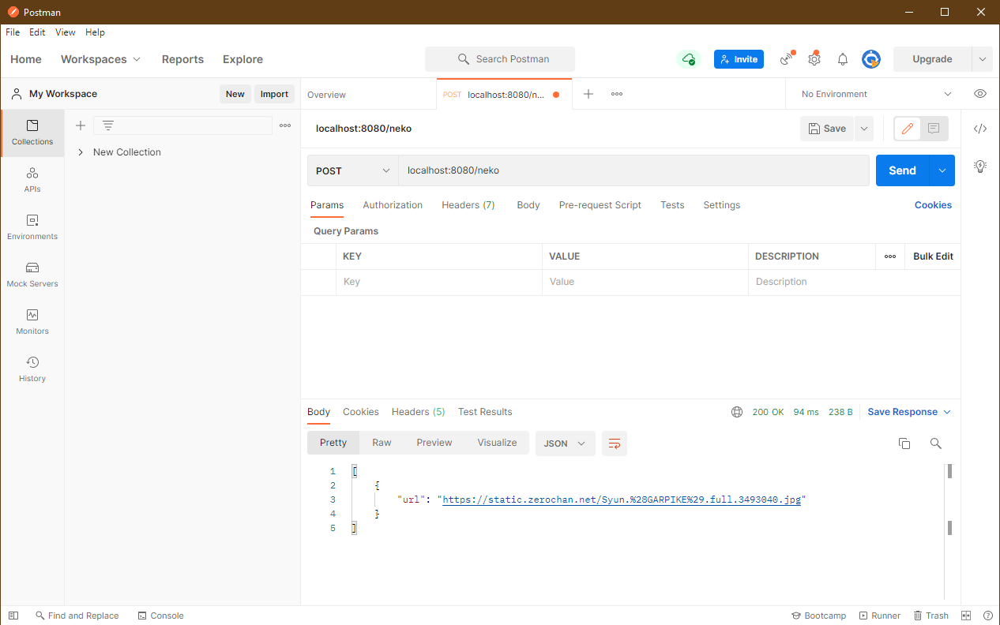 Postman
File Edit View Help
Home Workspaces Reports Explore Search Postman Invite Upgrade
My Workspace New Import Overview POST localhost:8080/n... No Environment
Collections
APIs
Environments
Mock Servers
Monitors
History
New Collection
localhost:8080/neko Save
POST localhost:8080/neko Send
Params Authorization Headers (7) Body Pre-request Script Tests Settings Cookies
Query Params
KEY VALUE DESCRIPTION Bulk Edit
Key Value Description
Body Cookies Headers (5) Test Results 200 OK 94 ms 238 B Save Response
Pretty Raw Preview Visualize JSON
1 [
2 {
3 "url": "https://static.zerochan.net/Syun.%28GARPIKE%29.full.3493040.jpg"
4 }
5 ]
Find and Replace Console Bootcamp Runner Trash